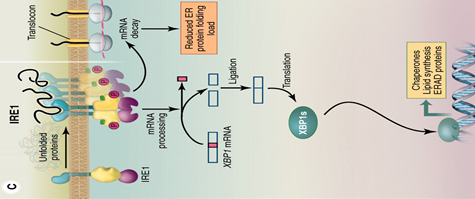 C
IRE1
Unfolded
proteins
IRE1
Translocon
mRNA
decay
Reduced ER
protein folding
load
mRNA
processing
XBP1 mRNA
Ligation
Translation
XBP1s
Chaperones
Lipid synthesis
ERAD proteins